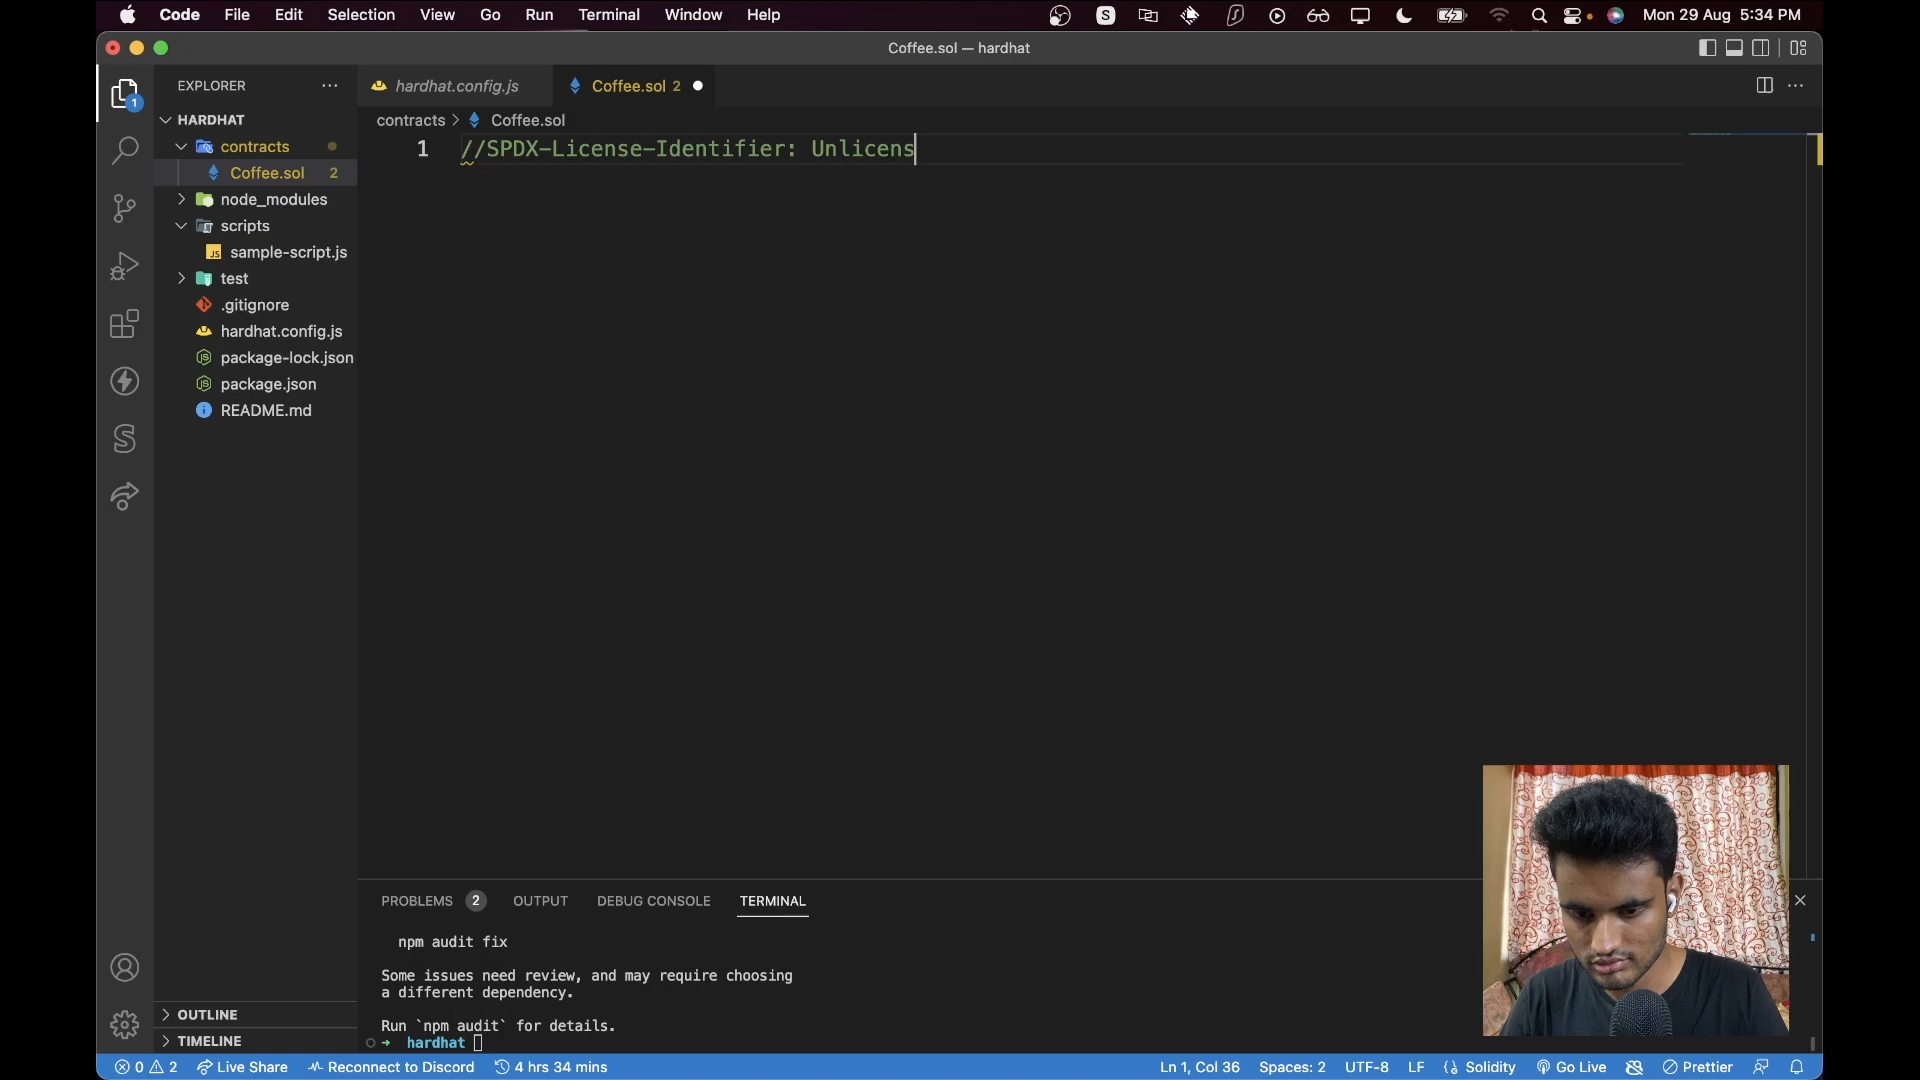 Code File Edit Selection View Go Run Terminal Window Help S Mon 29 Aug 5:34 PM
Coffee.sol — hardhat
EXPLORER
hardhat.config.js
Coffee.sol 2
HARDHAT
contracts > Coffee.sol
contracts
1 //SPDX-License-Identifier: Unlicens
Coffee.sol 2
node_modules
scripts
JS sample-script.js
test
.gitignore
hardhat.config.js
package-lock.json
package.json
README.md
1
OUTLINE
TIMELINE
PROBLEMS 2 OUTPUT DEBUG CONSOLE TERMINAL
npm audit fix
Some issues need review, and may require choosing
a different dependency.
Run `npm audit` for details.
➜ hardhat
0 2 Live Share Reconnect to Discord 4 hrs 34 mins Ln 1, Col 36 Spaces: 2 UTF-8 LF {} Solidity Go Live Prettier